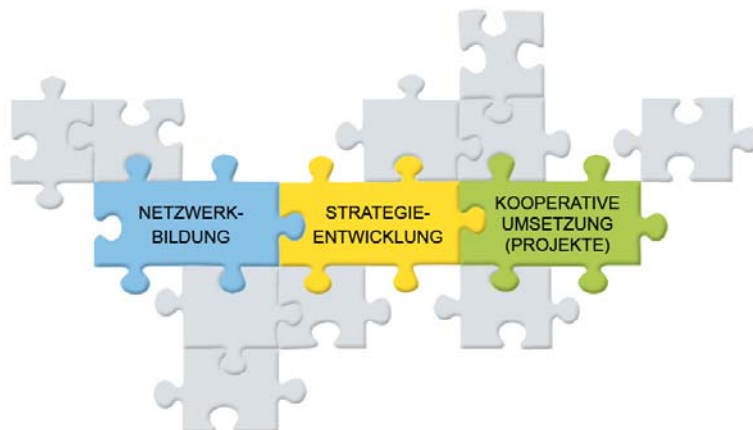 NETZWERK-
BILDUNG
STRATEGIE-
ENTWICKLUNG
KOOPERATIVE
UMSETZUNG
(PROJEKTE)